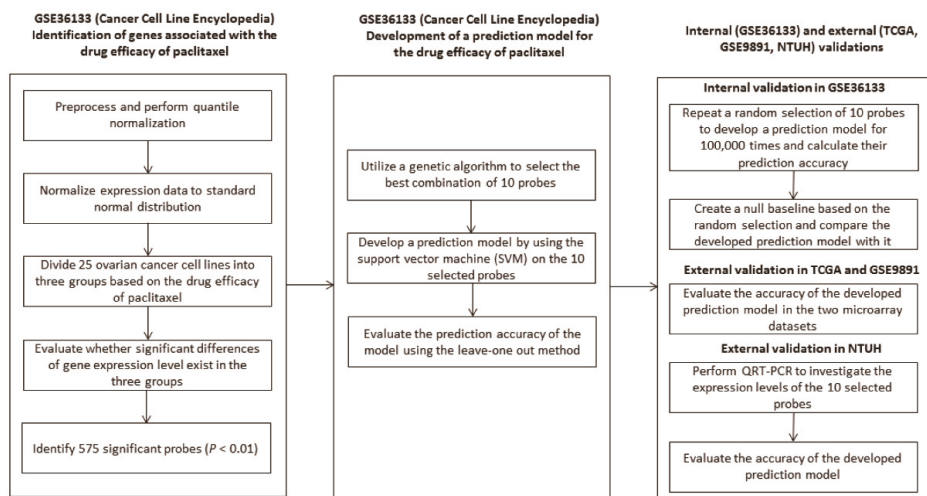 GSE36133 (Cancer Cell Line Encyclopedia)
Identification of genes associated with the
drug efficacy of paclitaxel
Preprocess and perform quantile
normalization
Normalize expression data to standard
normal distribution
Divide 25 ovarian cancer cell lines into
three groups based on the drug efficacy
of paclitaxel
Evaluate whether significant differences
of gene expression level exist in the
three groups
Identify 575 significant probes (P < 0.01)
GSE36133 (Cancer Cell Line Encyclopedia)
Development of a prediction model for
the drug efficacy of paclitaxel
Utilize a genetic algorithm to select the
best combination of 10 probes
Develop a prediction model by using the
support vector machine (SVM) on the 10
selected probes
Evaluate the prediction accuracy of the
model using the leave-one out method
Internal (GSE36133) and external (TCGA,
GSE9891, NTUH) validations
Internal validation in GSE36133
Repeat a random selection of 10 probes
to develop a prediction model for
100,000 times and calculate their
prediction accuracy
Create a null baseline based on the
random selection and compare the
developed prediction model with it
External validation in TCGA and GSE9891
Evaluate the accuracy of the developed
prediction model in the two microarray
datasets
External validation in NTUH
Perform QRT-PCR to investigate the
expression levels of the 10 selected
probes
Evaluate the accuracy of the developed
prediction model